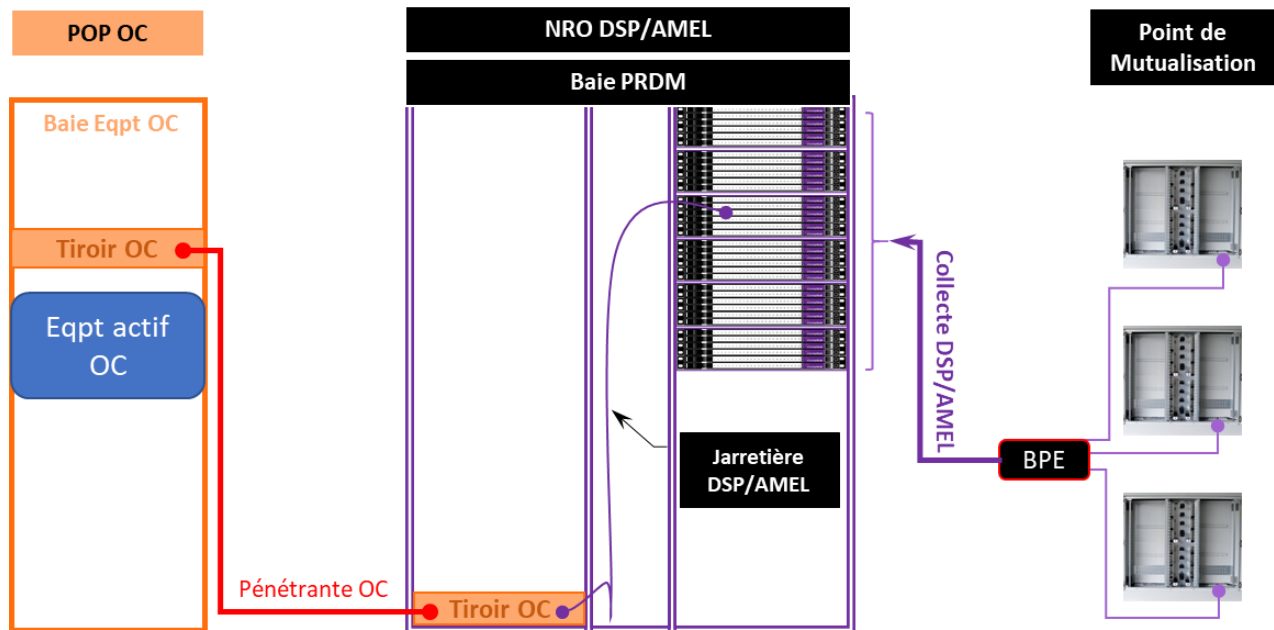 POP OC
NRO DSP/AMEL
Point de
Mutualisation
Baie PRDM
Baie Eqpt OC
Tiroir OC
Eqpt actif
OC
Collecte DSP/AMEL
Jarretière
DSP/AMEL
BPE
Pénétrante OC
Tiroir OC